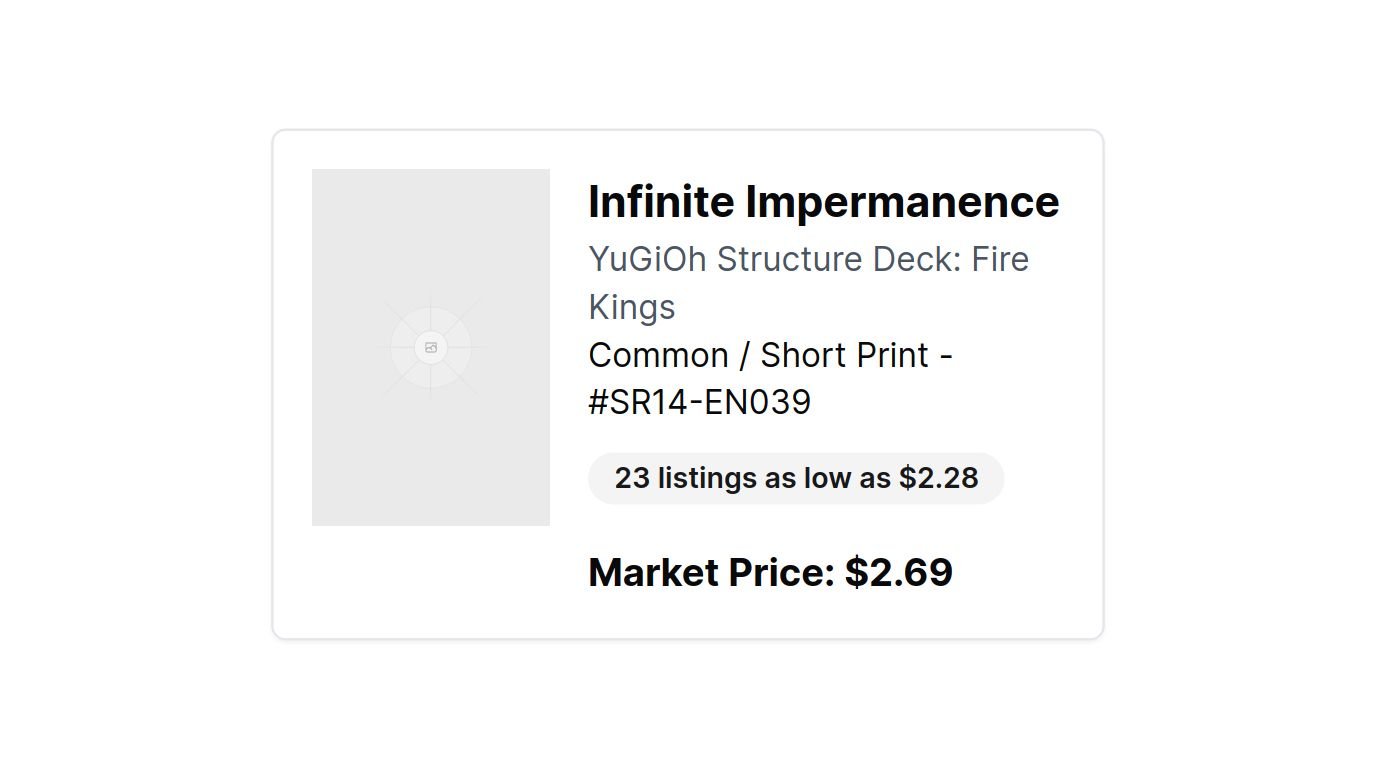 Infinite Impermanence
YuGiOh Structure Deck: Fire
Kings
Common / Short Print -
#SR14-EN039
23 listings as low as $2.28
Market Price: $2.69